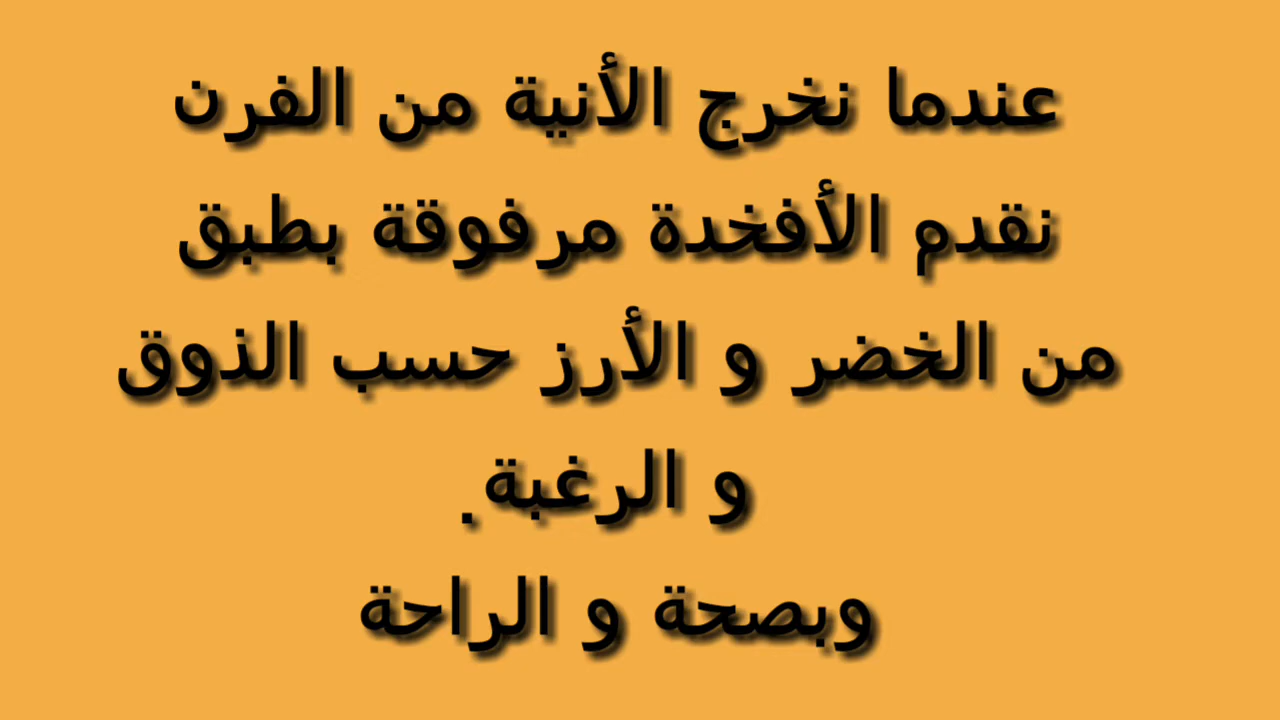 عندما نخرج الأنية من الفرن
نقدم الأفخدة مرفوقة بطبق
من الخضر و الأرز حسب الذوق
و الرغبة.
وبصحة و الراحة